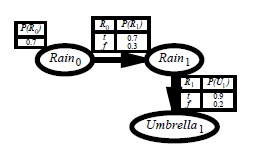 P(R₀)
0.7
R₀ P(R₁)
t 0.7
f 0.3
Rain₀
Rain₁
R₁ P(U₁)
t 0.9
f 0.2
Umbrella₁